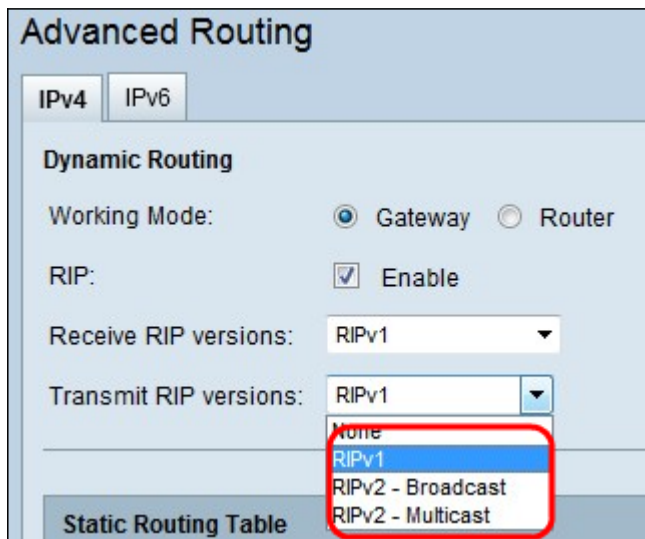 Advanced Routing
IPv4 IPv6
Dynamic Routing
Working Mode: Gateway Router
RIP: Enable
Receive RIP versions: RIPv1
Transmit RIP versions: RIPv1
None
RIPv1
RIPv2 - Broadcast
RIPv2 - Multicast
Static Routing Table